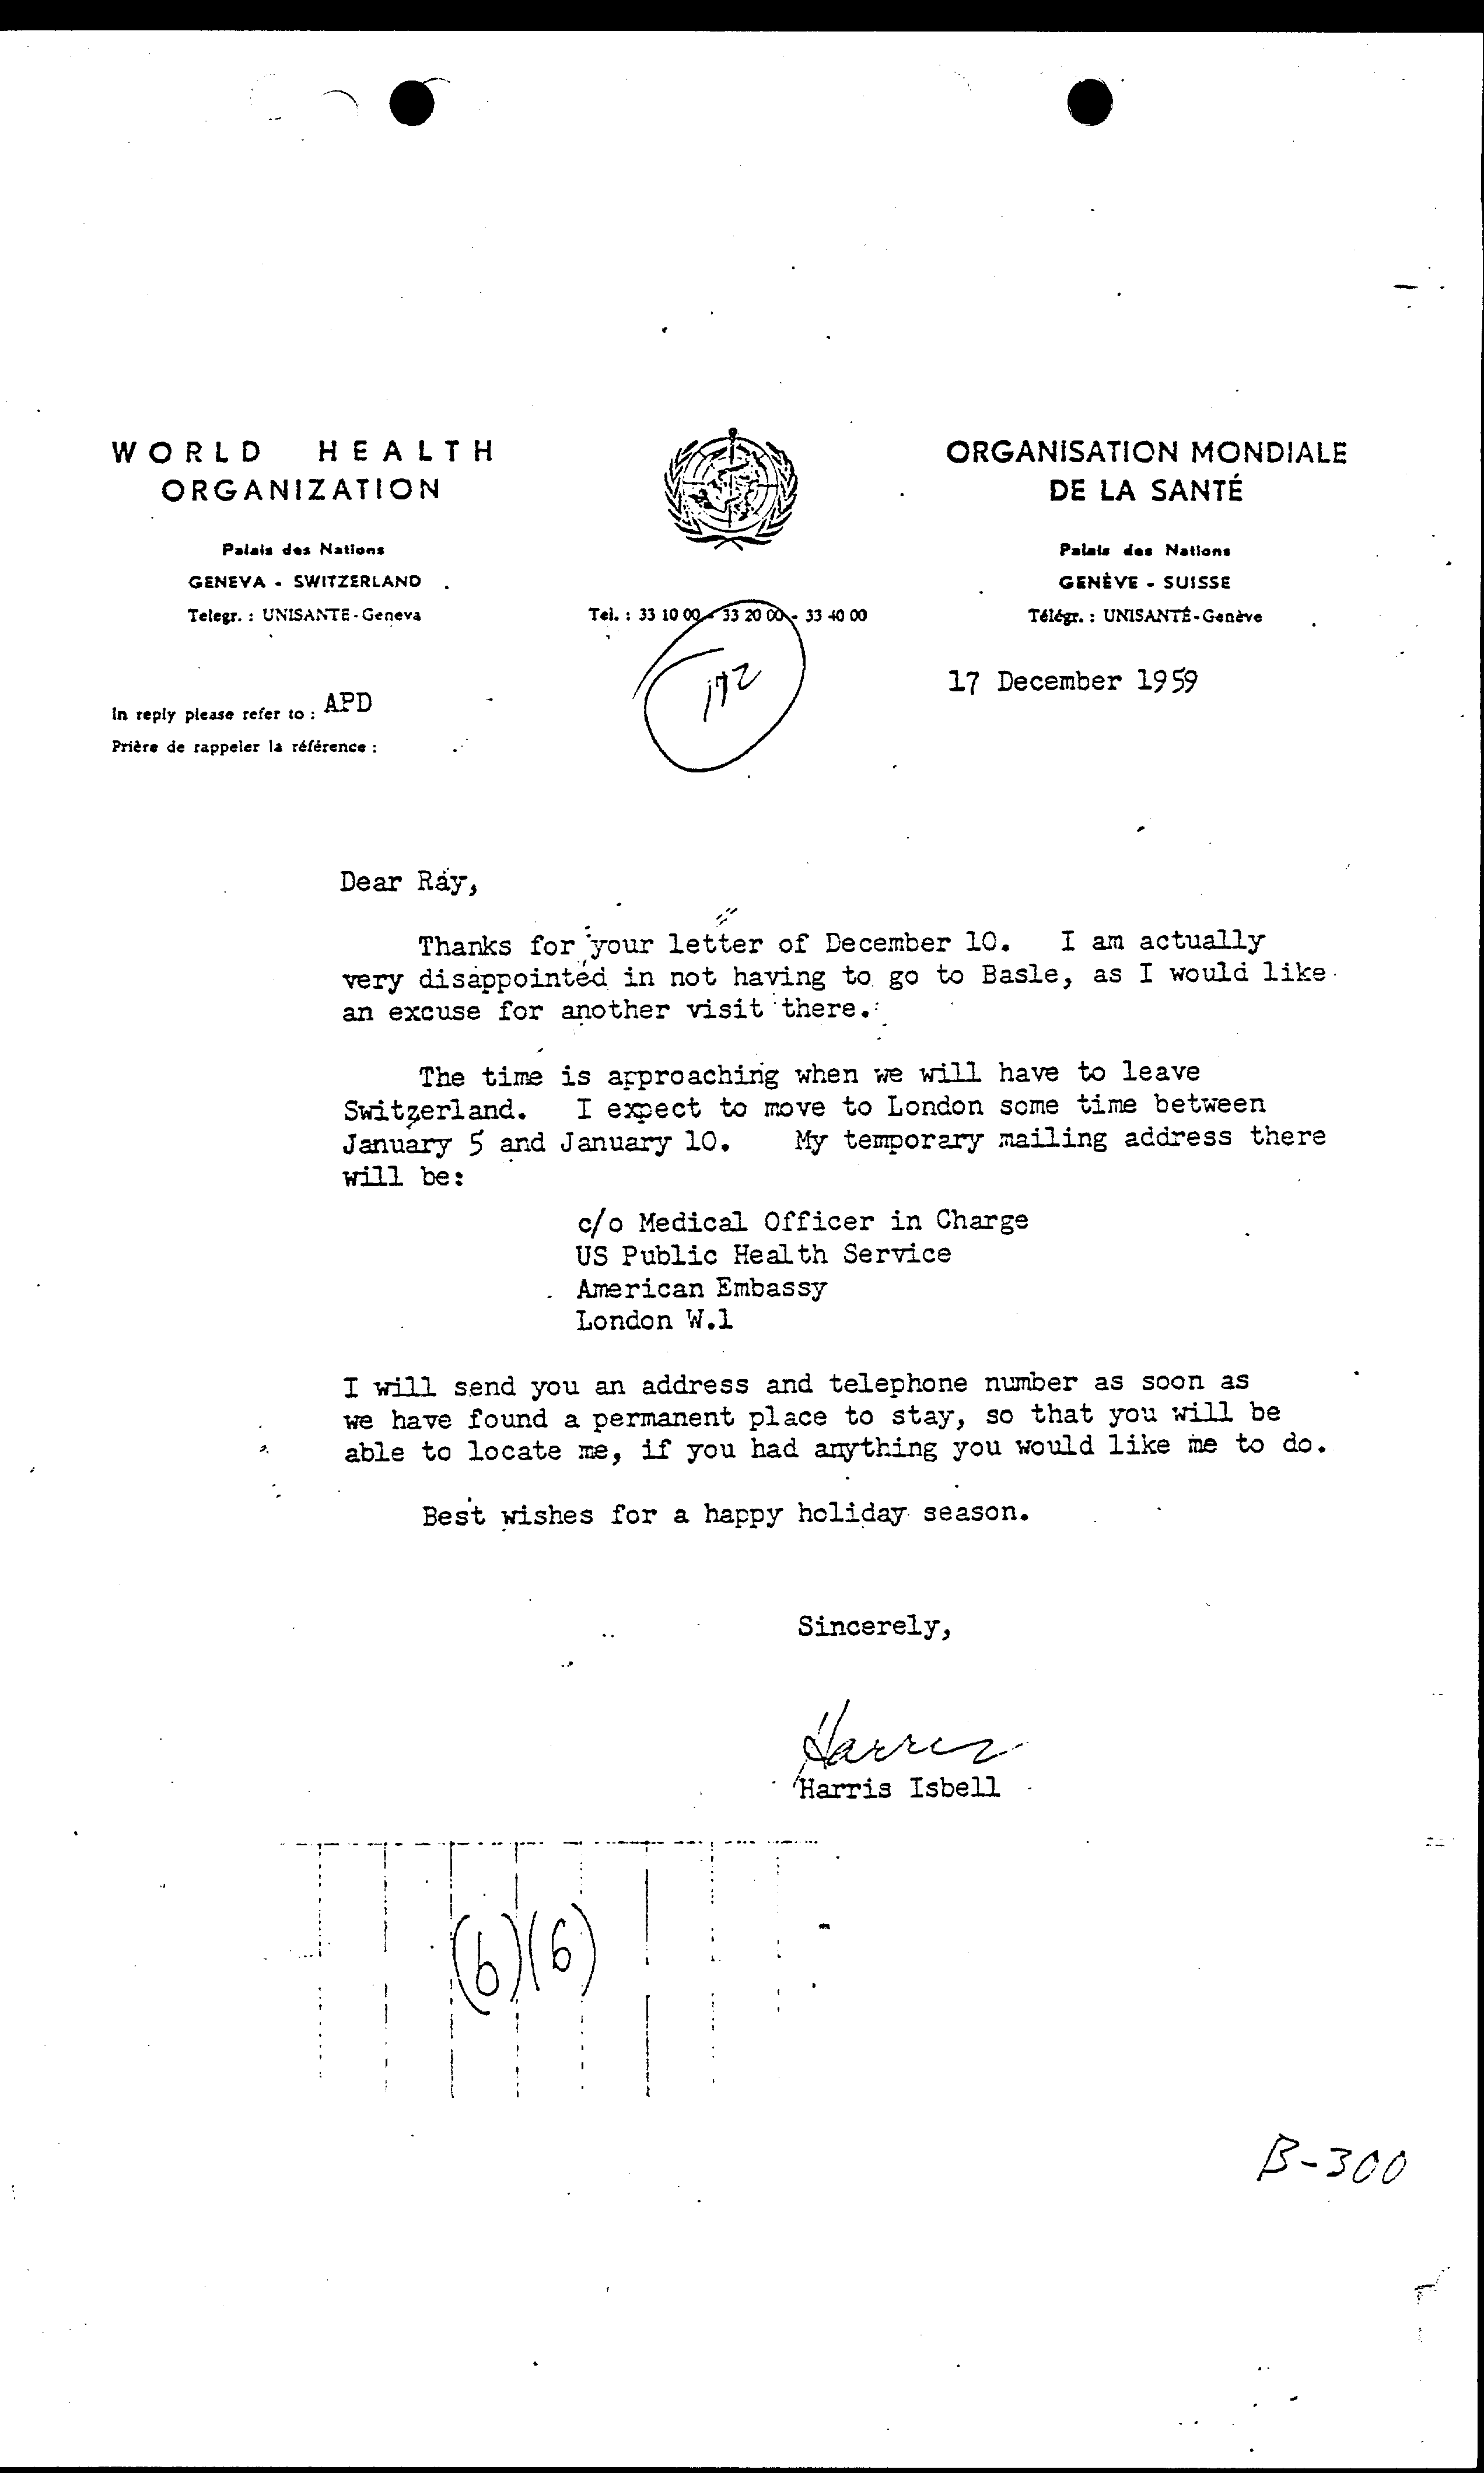 WORLD HEALTH
ORGANIZATION
Palais des Nations
GENEVA - SWITZERLAND
Telegr. : UNISANTE-Geneva
Tel. : 33 10 00 - 33 20 00 - 33 40 00
ORGANISATION MONDIALE
DE LA SANTÉ
Palais des Nations
GENÈVE - SUISSE
Télégr. : UNISANTÉ-Genève
17 December 1959
In reply please refer to : APD
Prière de rappeler la référence :
Dear Ray,
Thanks for your letter of December 10. I am actually
very disappointed in not having to go to Basle, as I would like
an excuse for another visit there.
The time is approaching when we will have to leave
Switzerland. I expect to move to London some time between
January 5 and January 10. My temporary mailing address there
will be:
c/o Medical Officer in Charge
US Public Health Service
American Embassy
London W.1
I will send you an address and telephone number as soon as
we have found a permanent place to stay, so that you will be
able to locate me, if you had anything you would like me to do.
Best wishes for a happy holiday season.
Sincerely,
Harris
Harris Isbell
(b)(6)
B-300